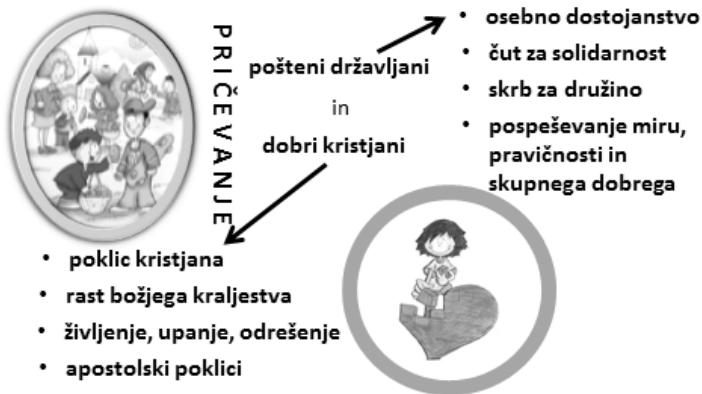 PRIČEVANJE
pošteni državljani
in
dobri kristjani
• osebno dostojanstvo
• čut za solidarnost
• skrb za družino
• pospeševanje miru,
pravičnosti in
skupnega dobrega
• poklic kristjana
• rast božjega kraljestva
• življenje, upanje, odrešenje
• apostolski poklici